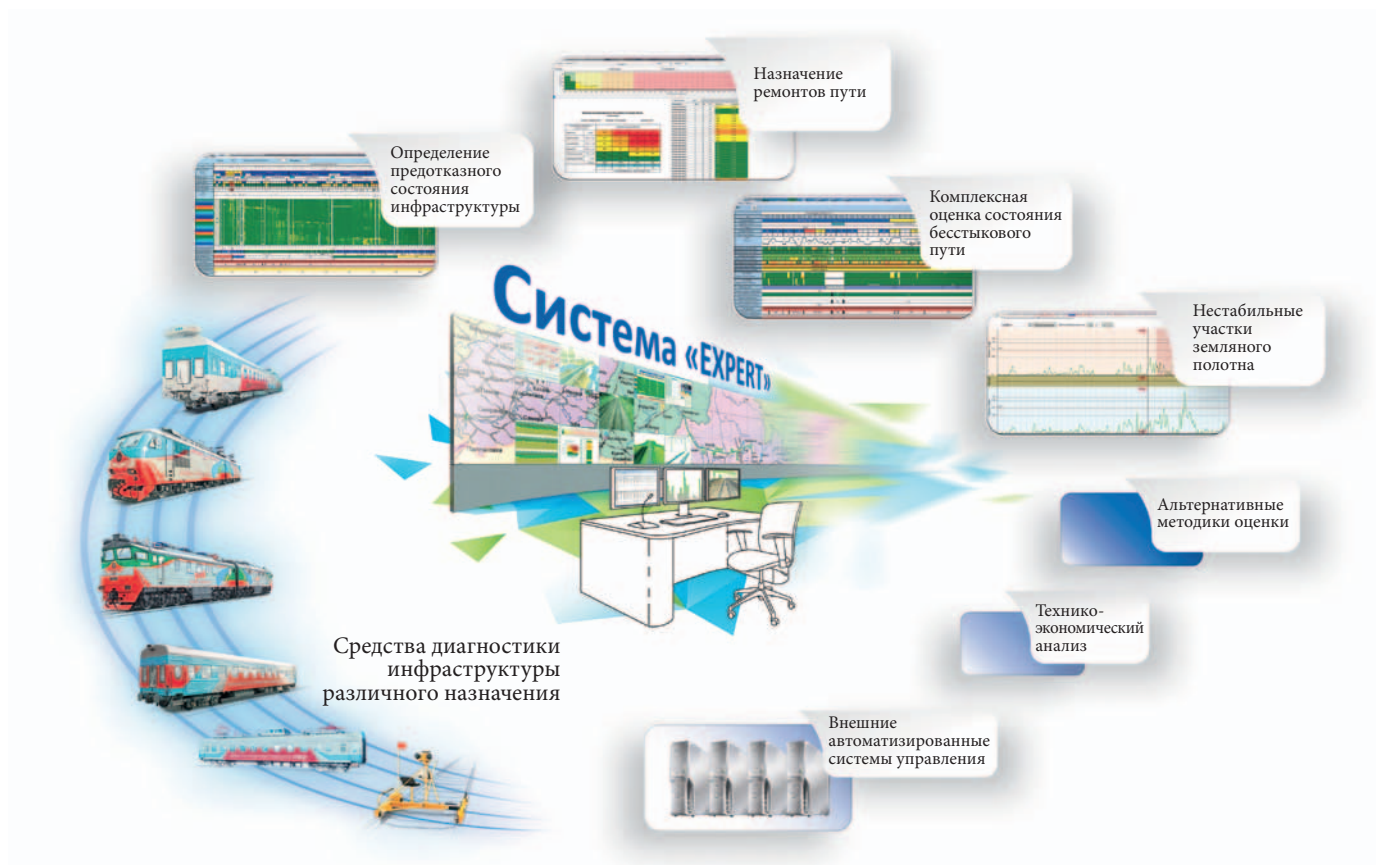 Назначение
ремонтов пути
Определение
предотказного
состояния
инфраструктуры
Комплексная
оценка состояния
бесстыкового
пути
Система «EXPERT»
Нестабильные
участки
земляного
полотна
Альтернативные
методики оценки
Технико-
экономический
анализ
Средства диагностики
инфраструктуры
различного назначения
Внешние
автоматизированные
системы управления